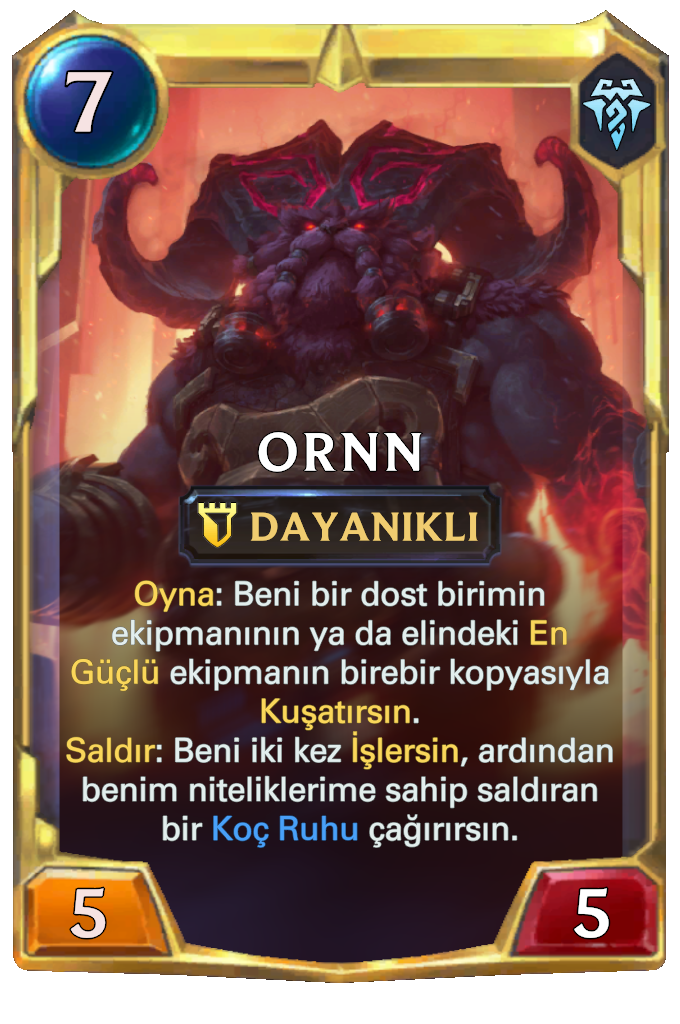 7
ORNN
DAYANIKLI
Oyna: Beni bir dost birimin
ekipmanının ya da elindeki En
Güçlü ekipmanın birebir kopyasıyla
Kuşatırsın.
Saldır: Beni iki kez İşlersin, ardından
benim niteliklerime sahip saldıran
bir Koç Ruhu çağırırsın.
5
5